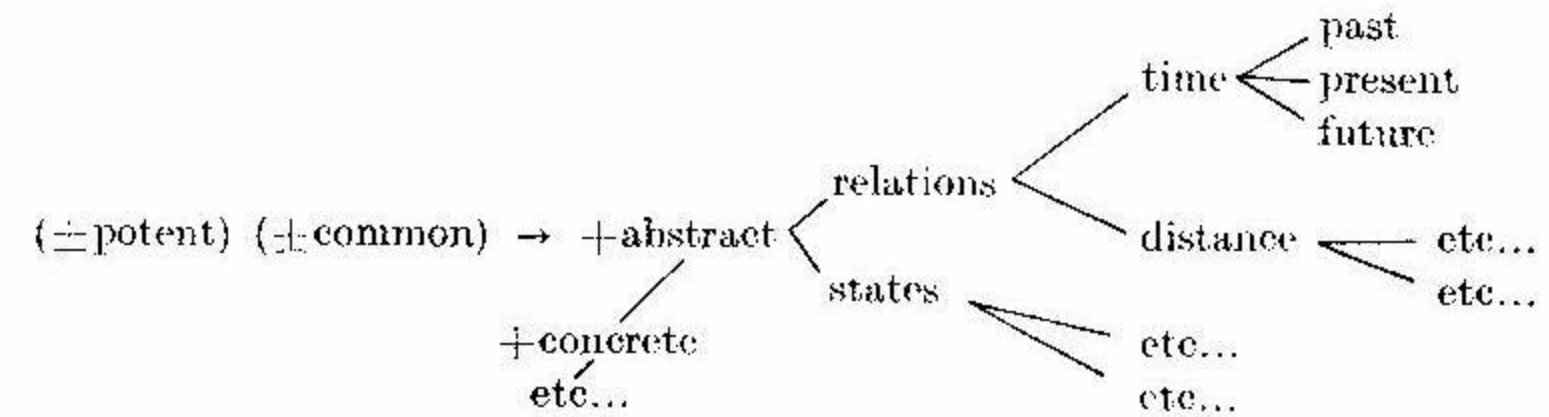 past
time
present
future
relations
(±potent) (±common) → +abstract
distance
etc...
states
etc...
+concrete
etc...
etc...
etc...